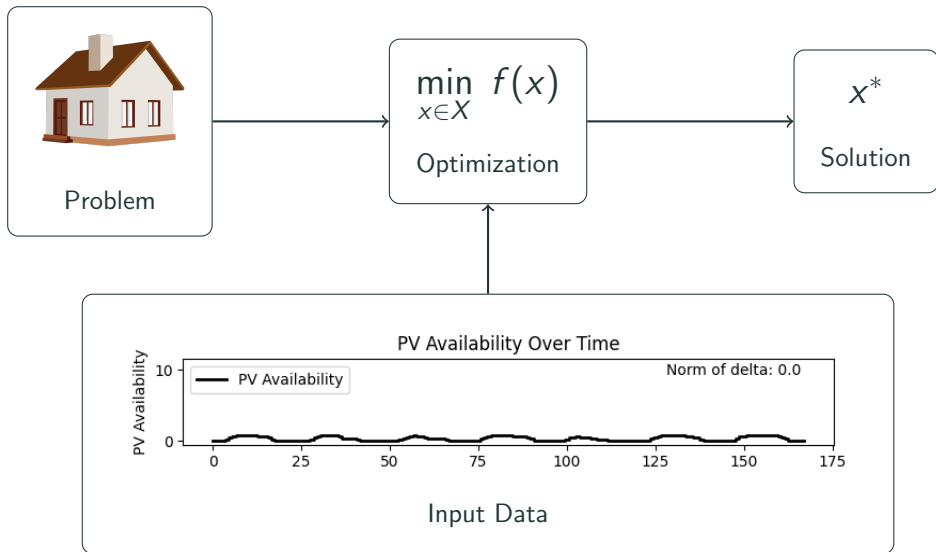 Problem
min f(x)
x∈X
Optimization
x*
Solution
PV Availability Over Time
PV Availability
10
0
PV Availability
Norm of delta: 0.0
0 25 50 75 100 125 150 175
Input Data